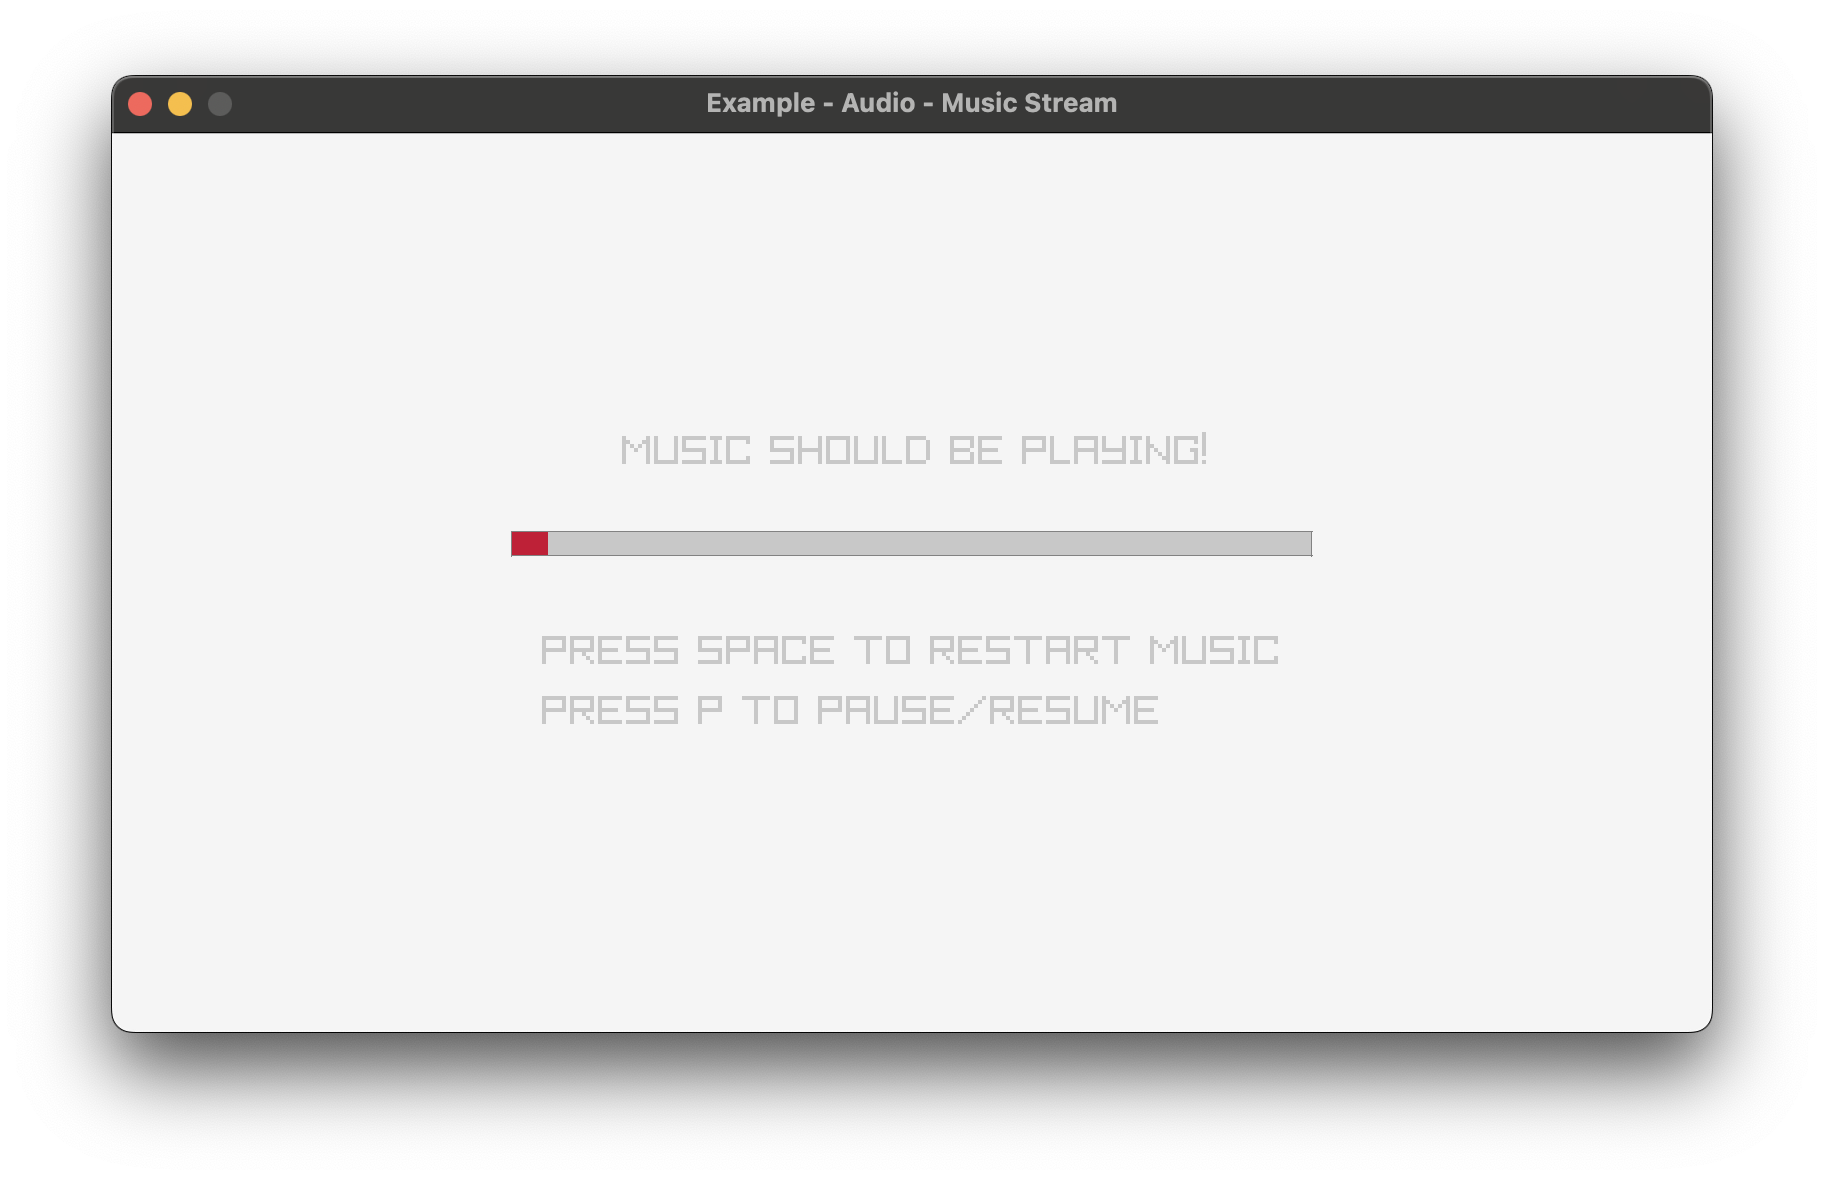 Example - Audio - Music Stream
MUSIC SHOULD BE PLAYING!
PRESS SPACE TO RESTART MUSIC
PRESS P TO PAUSE/RESUME